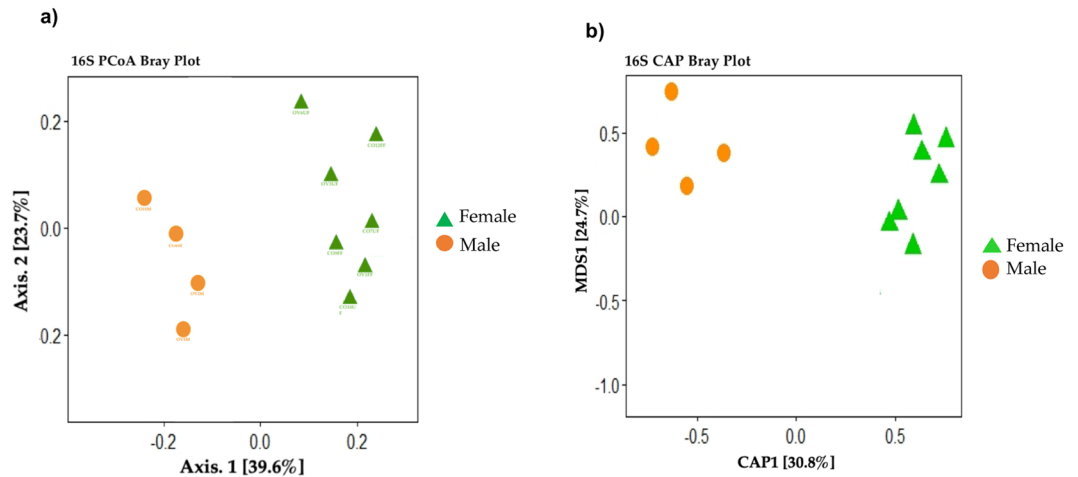 a)
16S PCoA Bray Plot
0.2
0.0
0.2
-0.2
0.0
0.2
Axis. 2 [23.7%]
Axis. 1 [39.6%]
Female
Male
b)
16S CAP Bray Plot
0.5
0.0
-0.5
-1.0
-0.5
0.0
0.5
MDS1 [24.7%]
CAP1 [30.8%]
Female
Male